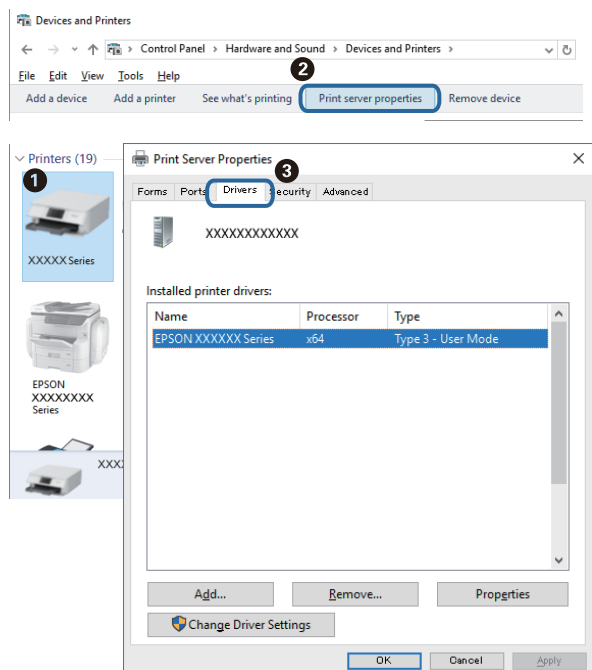 Devices and Printers
Control Panel > Hardware and Sound > Devices and Printers >
2
File Edit View Tools Help
Add a device Add a printer See what's printing Print server properties Remove device
Printers (19)
1
XXXXX Series
EPSON
XXXXXXXX
Series
XXX
Print Server Properties
3
Forms Ports Drivers Security Advanced
XXXXXXXXXXXX
Installed printer drivers:
Name Processor Type
EPSON XXXXXX Series x64 Type 3 - User Mode
Add... Remove... Properties
Change Driver Settings
OK Cancel Apply